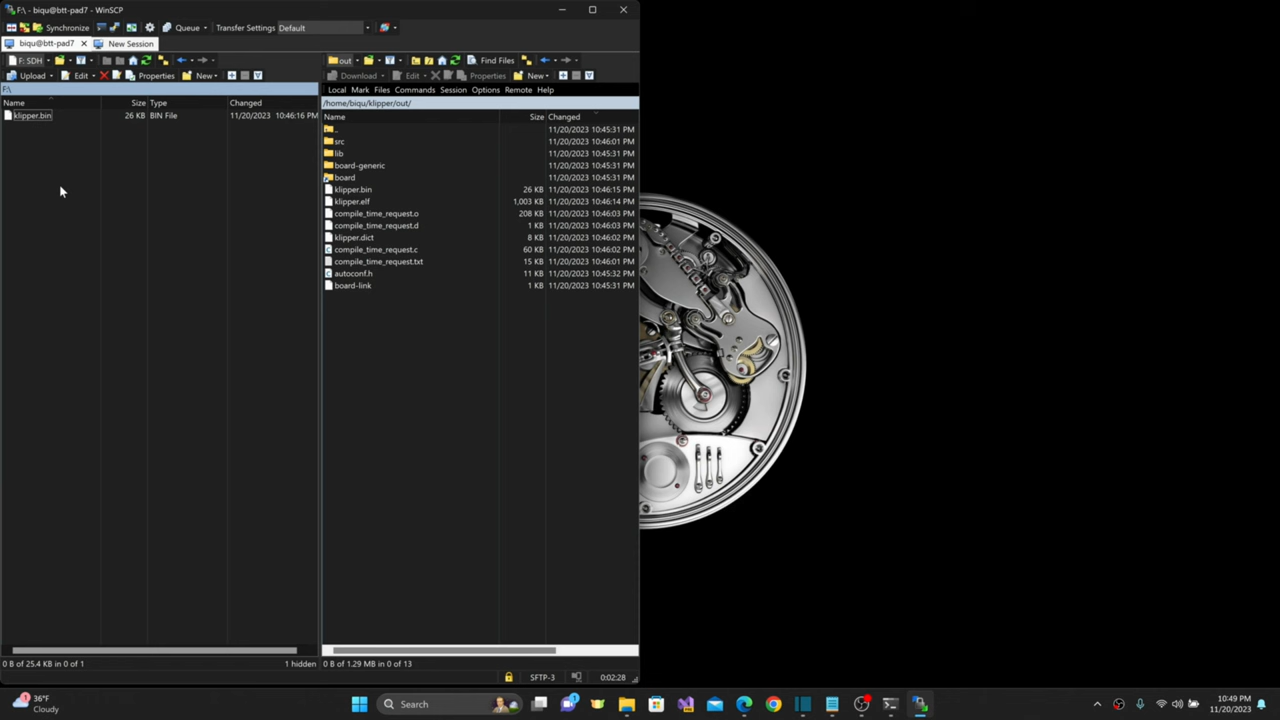 F:\ - biqu@btt-pad7 - WinSCP
Synchronize Queue Transfer Settings Default
biqu@btt-pad7 × New Session
F: SDH
Upload Edit Properties New
F:\
Name Size Type Changed
klipper.bin 26 KB BIN File 11/20/2023 10:46:16 PM
0 B of 25.4 KB in 0 of 1 1 hidden
out Find Files
Download Edit Properties New
Local Mark Files Commands Session Options Remote Help
/home/biqu/klipper/out/
Name Size Changed
.. 11/20/2023 10:45:31 PM
src 11/20/2023 10:46:01 PM
lib 11/20/2023 10:45:31 PM
board-generic 11/20/2023 10:45:31 PM
board 11/20/2023 10:45:31 PM
klipper.bin 26 KB 11/20/2023 10:46:15 PM
klipper.elf 1,003 KB 11/20/2023 10:46:14 PM
compile_time_request.o 208 KB 11/20/2023 10:46:03 PM
compile_time_request.d 1 KB 11/20/2023 10:46:03 PM
klipper.dict 8 KB 11/20/2023 10:46:02 PM
compile_time_request.c 60 KB 11/20/2023 10:46:02 PM
compile_time_request.txt 15 KB 11/20/2023 10:46:01 PM
autoconf.h 11 KB 11/20/2023 10:45:32 PM
board-link 1 KB 11/20/2023 10:45:31 PM
0 B of 1.29 MB in 0 of 13
SFTP-3 0:02:28
1 36°F
Cloudy
Search
1
10:49 PM
11/20/2023